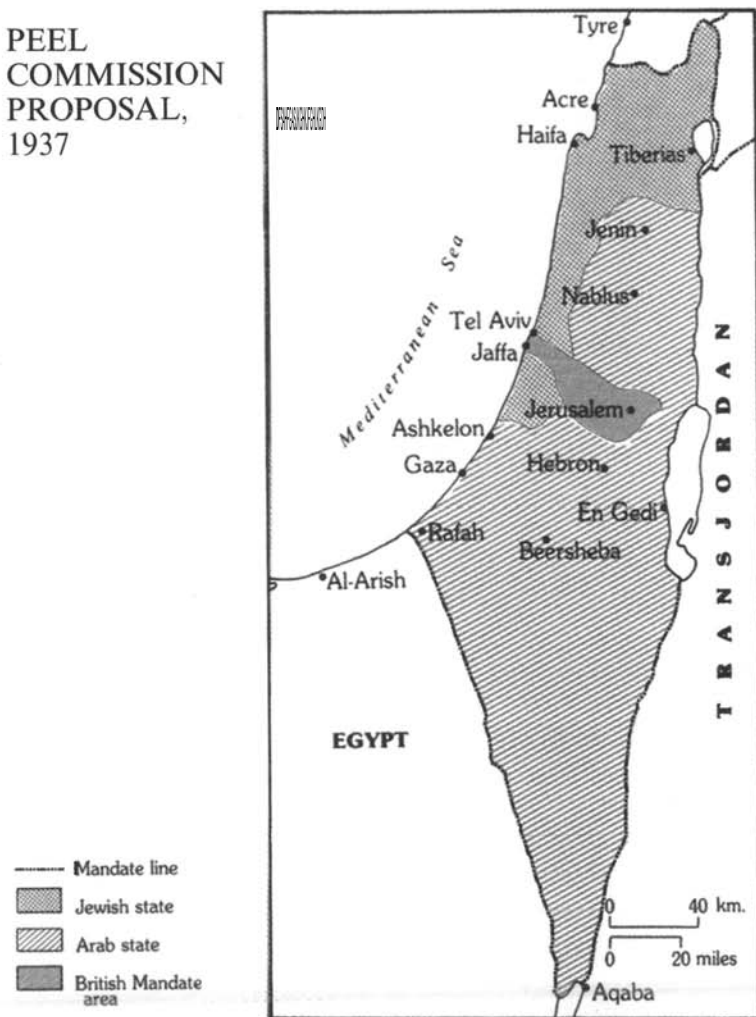 PEEL
COMMISSION
PROPOSAL,
1937
Tyre
Acre
Haifa
Tiberias
Jenin
Nablus
Tel Aviv
Jaffa
Mediterranean Sea
Jerusalem
Ashkelon
Gaza
Hebron
En Gedi
Rafah
Beersheba
Al-Arish
TRANSJORDAN
EGYPT
Mandate line
Jewish state
Arab state
British Mandate
area
0 40 km.
0 20 miles
Aqaba